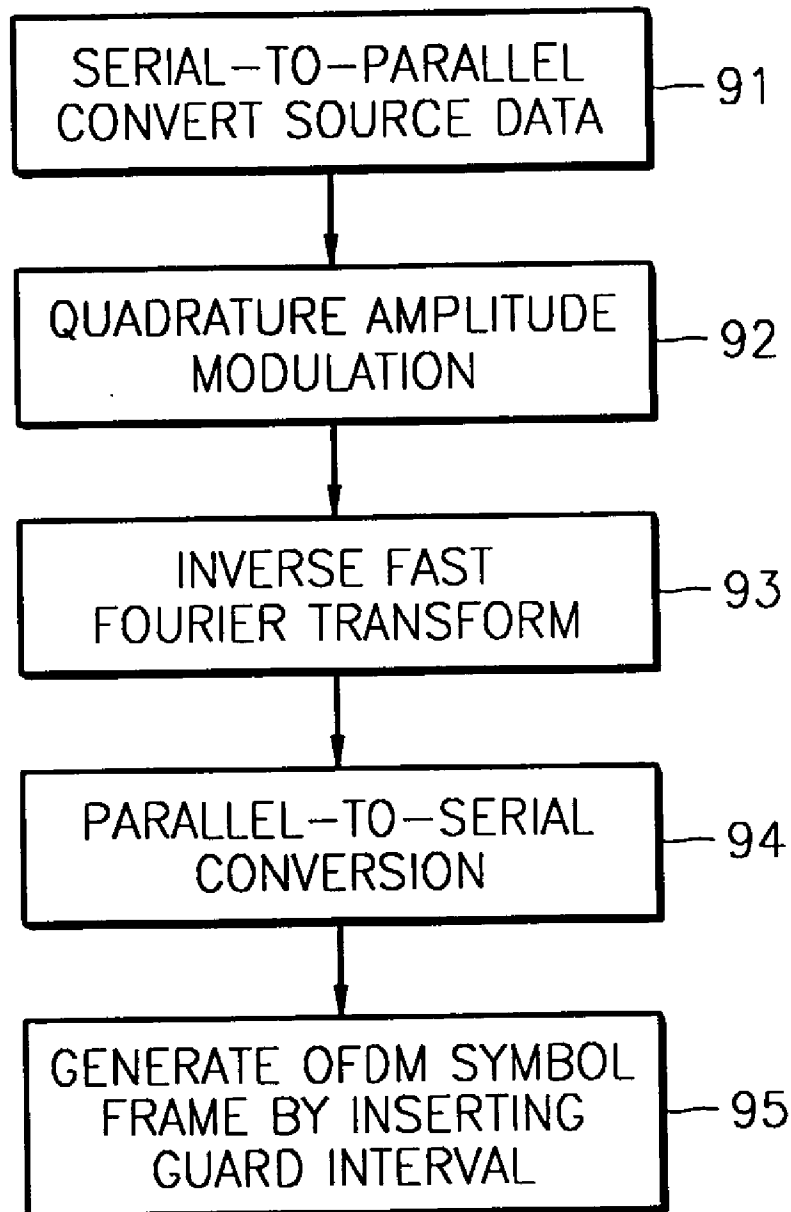 SERIAL-TO-PARALLEL
CONVERT SOURCE DATA
91
QUADRATURE AMPLITUDE
MODULATION
92
INVERSE FAST
FOURIER TRANSFORM
93
PARALLEL-TO-SERIAL
CONVERSION
94
GENERATE OFDM SYMBOL
FRAME BY INSERTING
GUARD INTERVAL
95